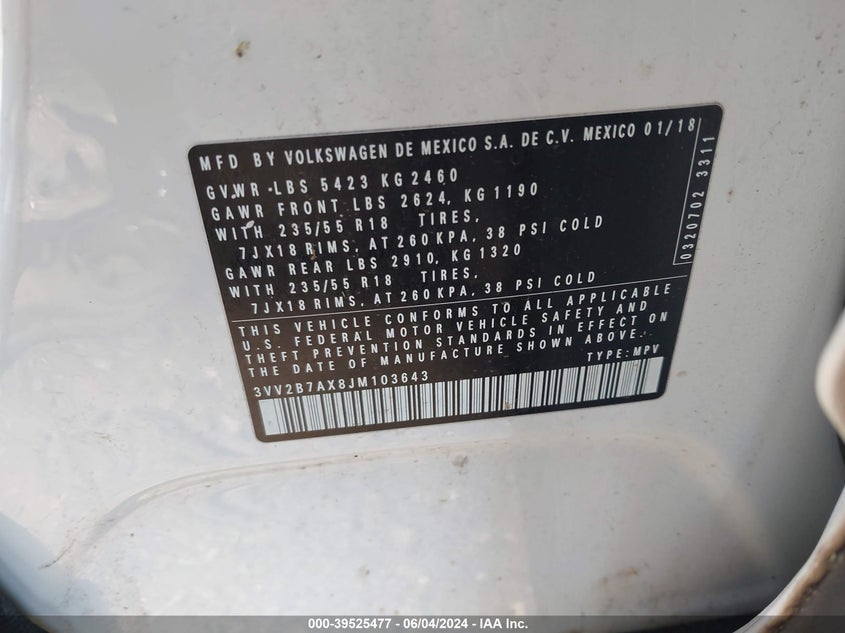 MFD BY VOLKSWAGEN DE MEXICO S.A. DE C.V. MEXICO 01/18
GVWR LBS 5423 KG 2460
GAWR FRONT LBS 2624, KG 1190
WITH 235/55 R18 TIRES,
7JX18 RIMS, AT 260 KPA, 38 PSI COLD
GAWR REAR LBS 2910, KG 1320
WITH 235/55 R18 TIRES,
7JX18 RIMS, AT 260 KPA, 38 PSI COLD
THIS VEHICLE CONFORMS TO ALL APPLICABLE
U.S. FEDERAL MOTOR VEHICLE SAFETY AND
THEFT PREVENTION STANDARDS IN EFFECT ON
THE DATE OF MANUFACTURE SHOWN ABOVE.
3VV2B7AX8JM103643 TYPE: MPV
0320702 3311
000-39525477 - 06/04/2024 - IAA Inc.